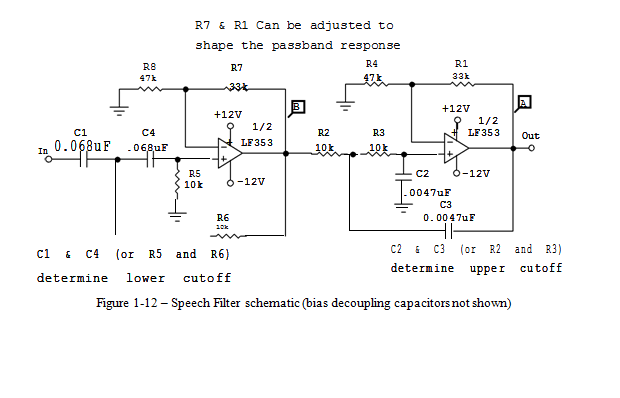 R7 & R1 Can be adjusted to
shape the passband response
R8
47k
R7
33k
R4
47k
R1
33k
+12V
1/2
LF353
-12V
B
+12V
1/2
LF353
-12V
A
Out
In
C1
0.068uF
C4
.068uF
R5
10k
R6
10k
R2
10k
R3
10k
C2
.0047uF
C3
0.0047uF
C1 & C4 (or R5 and R6)
determine lower cutoff
C2 & C3 (or R2 and R3)
determine upper cutoff
Figure 1-12 – Speech Filter schematic (bias decoupling capacitors not shown)